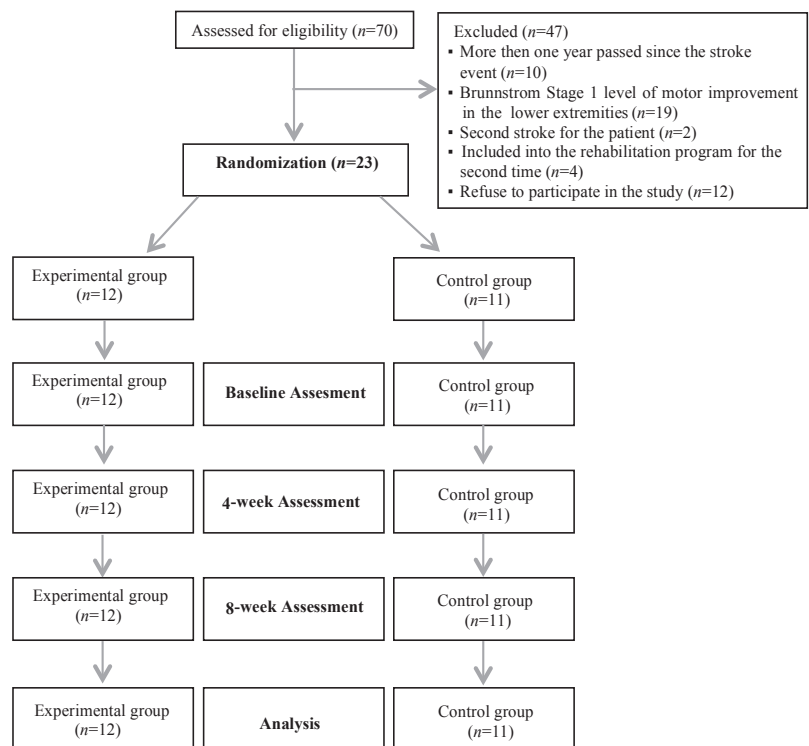 Assessed for eligibility (n=70)
Excluded (n=47)
▪ More then one year passed since the stroke
event (n=10)
▪ Brunnstrom Stage 1 level of motor improvement
in the lower extremities (n=19)
▪ Second stroke for the patient (n=2)
▪ Included into the rehabilitation program for the
second time (n=4)
▪ Refuse to participate in the study (n=12)
Randomization (n=23)
Experimental group
(n=12)
Control group
(n=11)
Experimental group
(n=12)
Baseline Assesment
Control group
(n=11)
Experimental group
(n=12)
4-week Assessment
Control group
(n=11)
Experimental group
(n=12)
8-week Assessment
Control group
(n=11)
Experimental group
(n=12)
Analysis
Control group
(n=11)